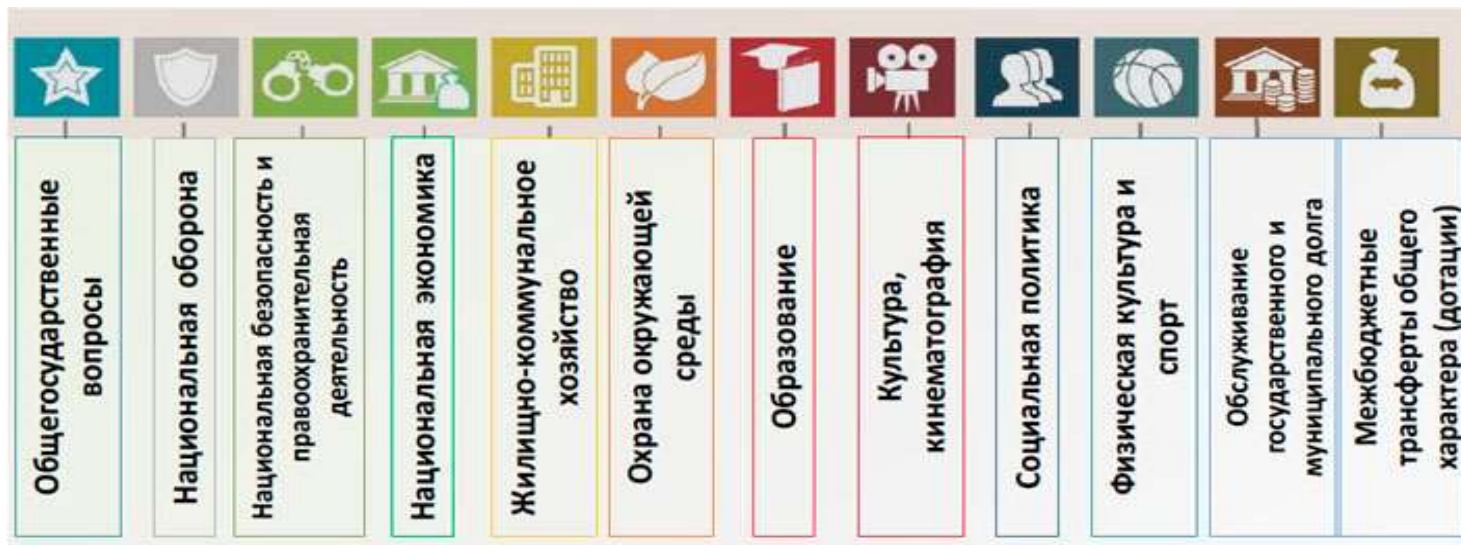 Общегосударственные
вопросы
Национальная оборона
Национальная безопасность и
правоохранительная
деятельность
Национальная экономика
Жилищно-коммунальное
хозяйство
Охрана окружающей
среды
Образование
Культура,
кинематография
Социальная политика
Физическая культура и
спорт
Обслуживание
государственного и
муниципального долга
Межбюджетные
трансферты общего
характера (дотации)